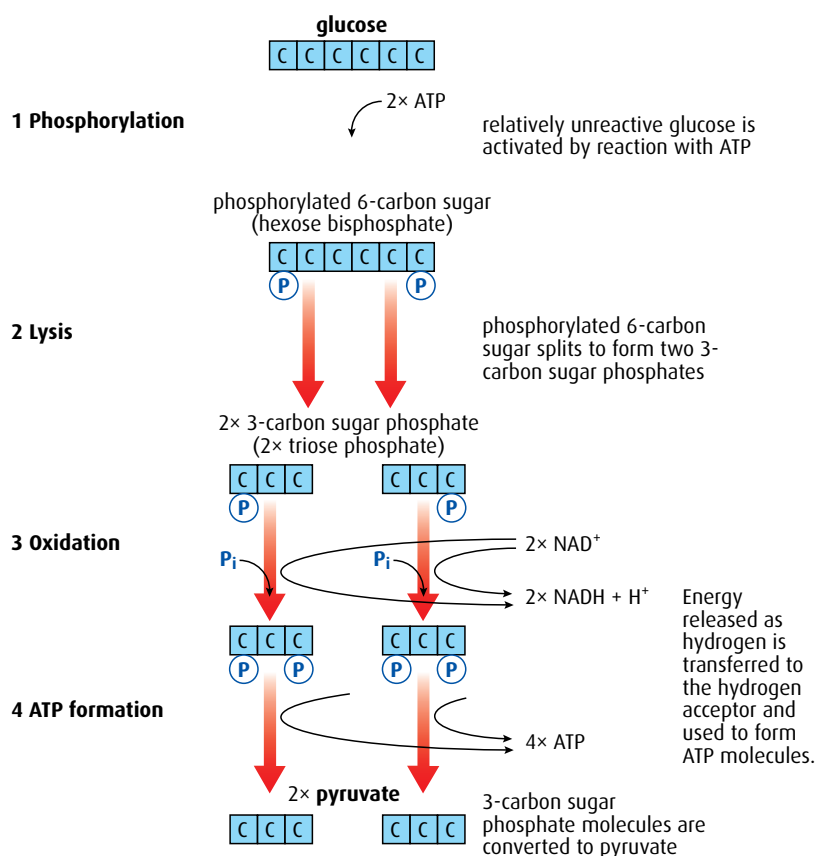 glucose
C C C C C C
2× ATP
1 Phosphorylation
relatively unreactive glucose is
activated by reaction with ATP
phosphorylated 6-carbon sugar
(hexose bisphosphate)
C C C C C C
P P
2 Lysis
phosphorylated 6-carbon
sugar splits to form two 3-
carbon sugar phosphates
2× 3-carbon sugar phosphate
(2× triose phosphate)
C C C C C C
P P
3 Oxidation
2× NAD⁺
Pᵢ Pᵢ
2× NADH + H⁺
Energy
released as
hydrogen is
transferred to
the hydrogen
acceptor and
used to form
ATP molecules.
C C C C C C
P P P P
4 ATP formation
4× ATP
2× pyruvate
C C C C C C
3-carbon sugar
phosphate molecules are
converted to pyruvate